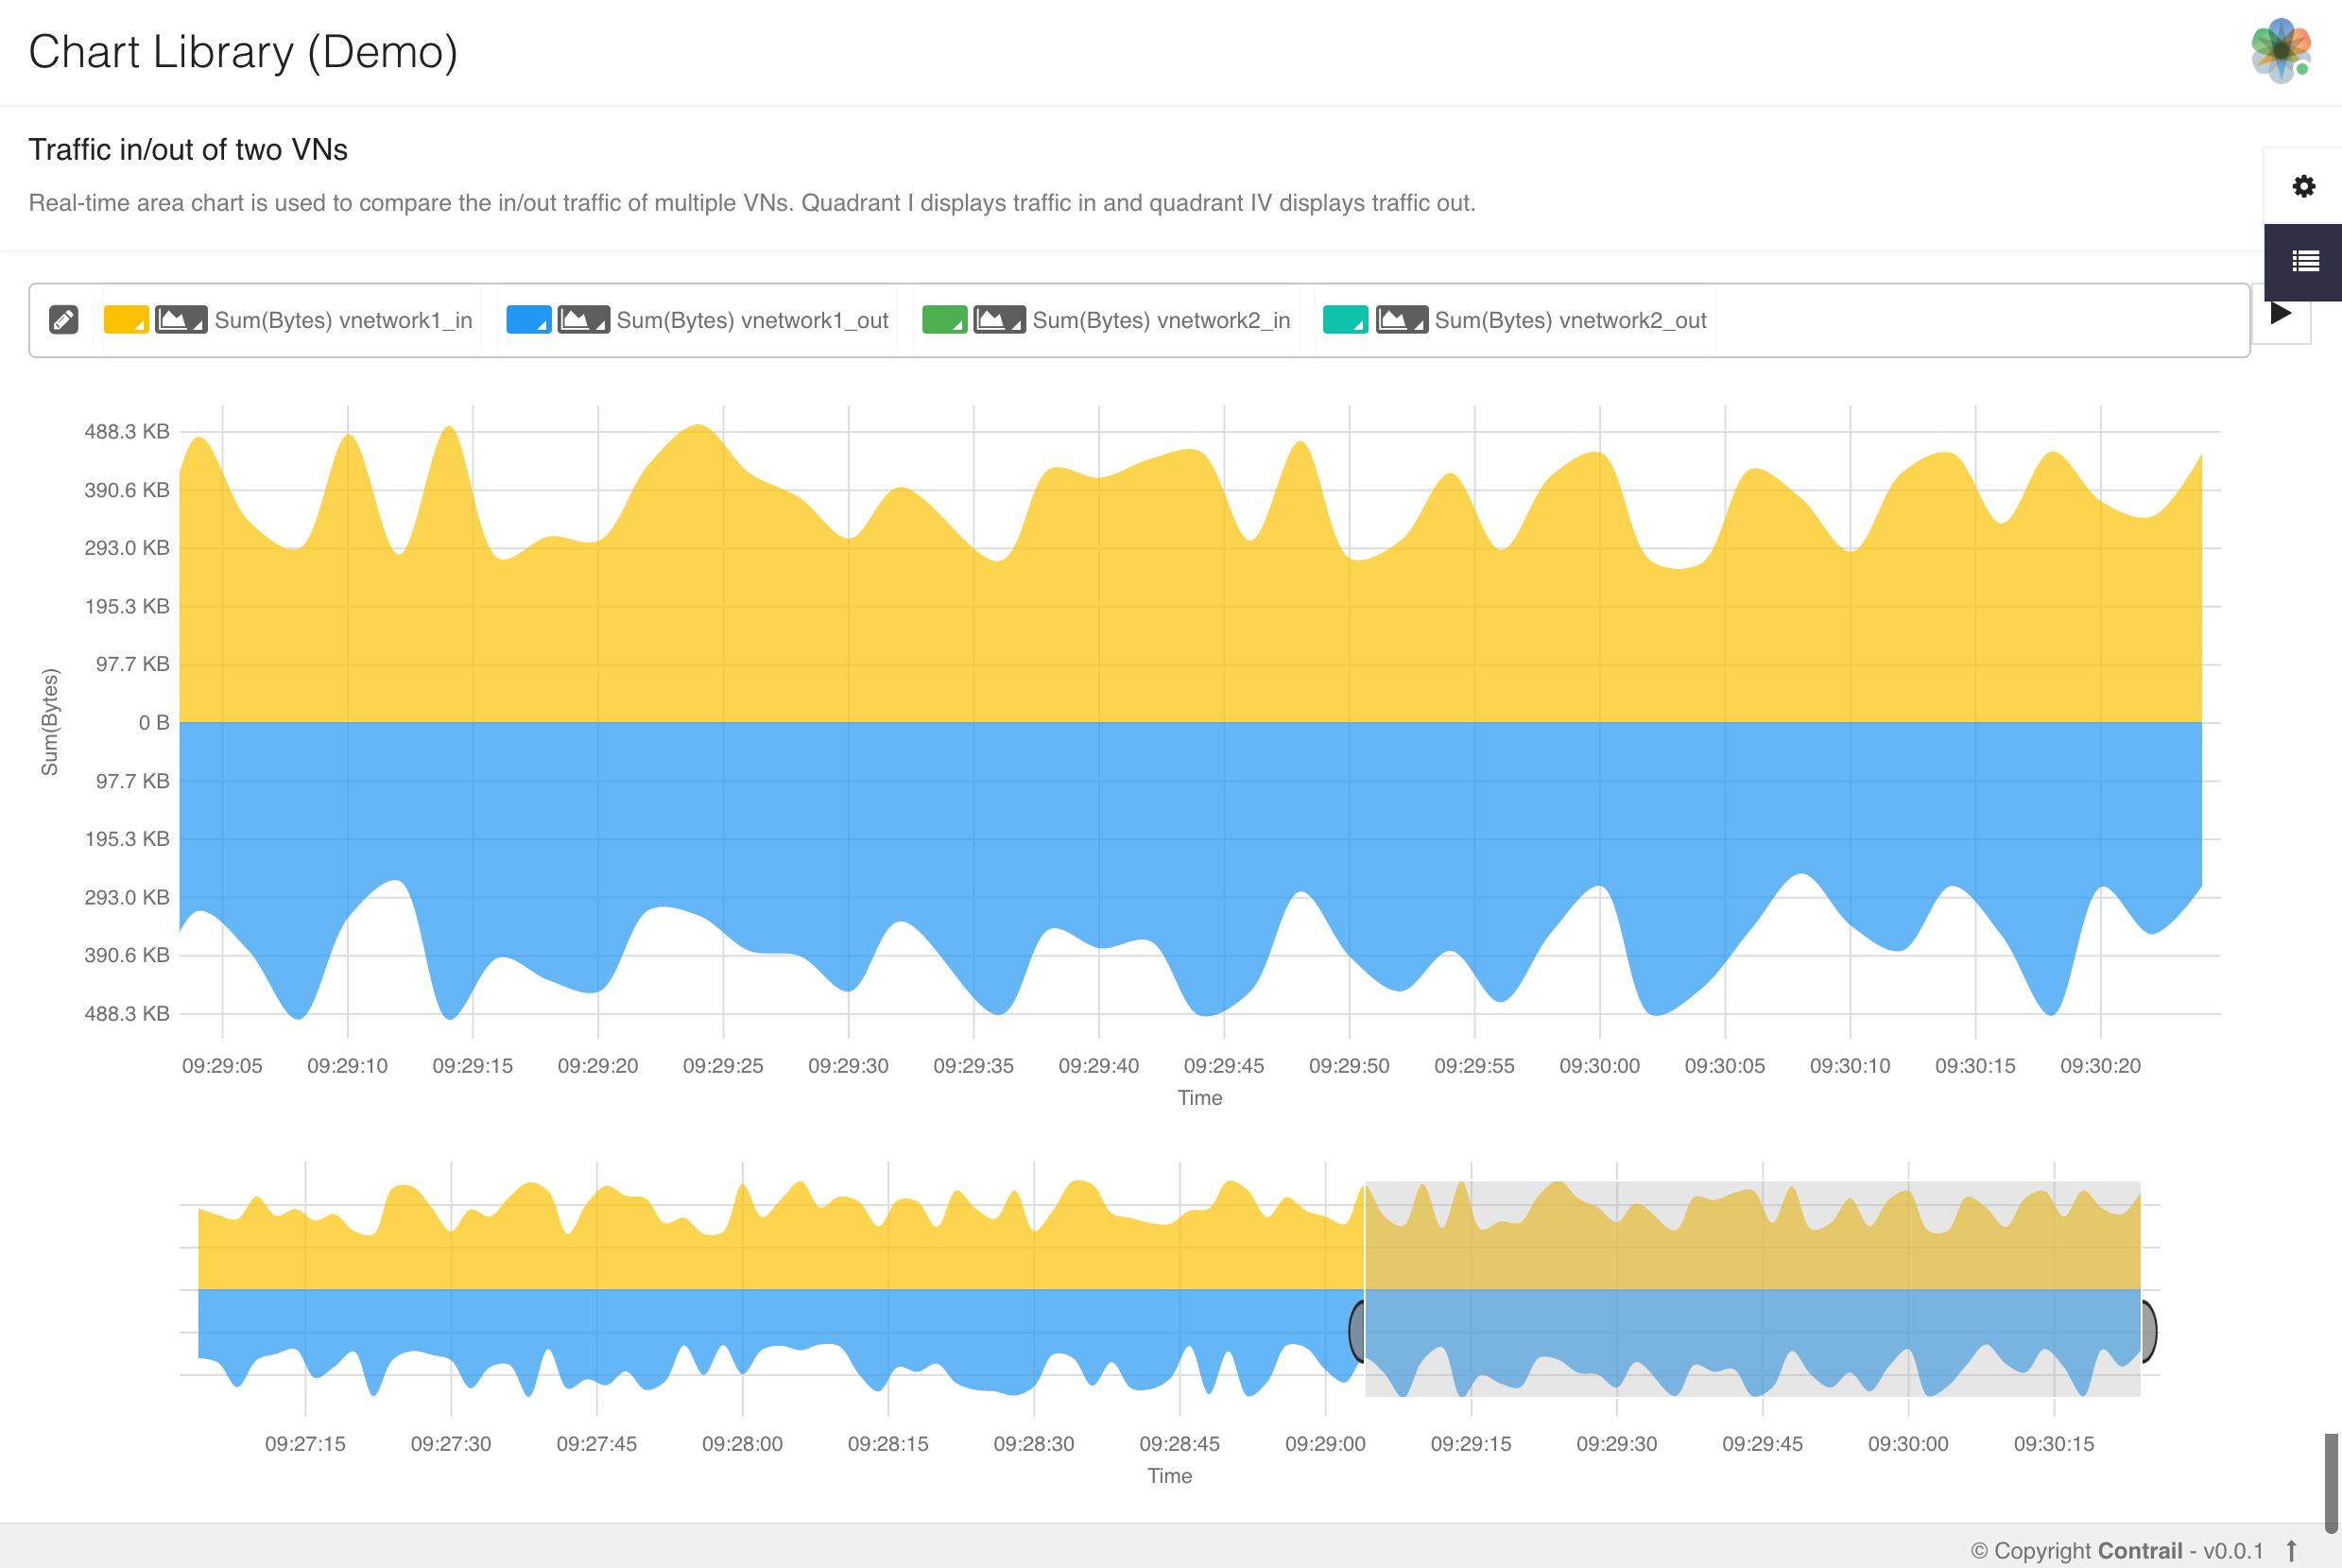 Chart Library (Demo)
Traffic in/out of two VNs
Real-time area chart is used to compare the in/out traffic of multiple VNs. Quadrant I displays traffic in and quadrant IV displays traffic out.
Sum(Bytes) vnetwork1_in Sum(Bytes) vnetwork1_out Sum(Bytes) vnetwork2_in Sum(Bytes) vnetwork2_out
488.3 KB
390.6 KB
293.0 KB
195.3 KB
97.7 KB
0 B
97.7 KB
195.3 KB
293.0 KB
390.6 KB
488.3 KB
Sum(Bytes)
09:29:05 09:29:10 09:29:15 09:29:20 09:29:25 09:29:30 09:29:35 09:29:40 09:29:45 09:29:50 09:29:55 09:30:00 09:30:05 09:30:10 09:30:15 09:30:20
Time
09:27:15 09:27:30 09:27:45 09:28:00 09:28:15 09:28:30 09:28:45 09:29:00 09:29:15 09:29:30 09:29:45 09:30:00 09:30:15
Time
© Copyright Contrail - v0.0.1